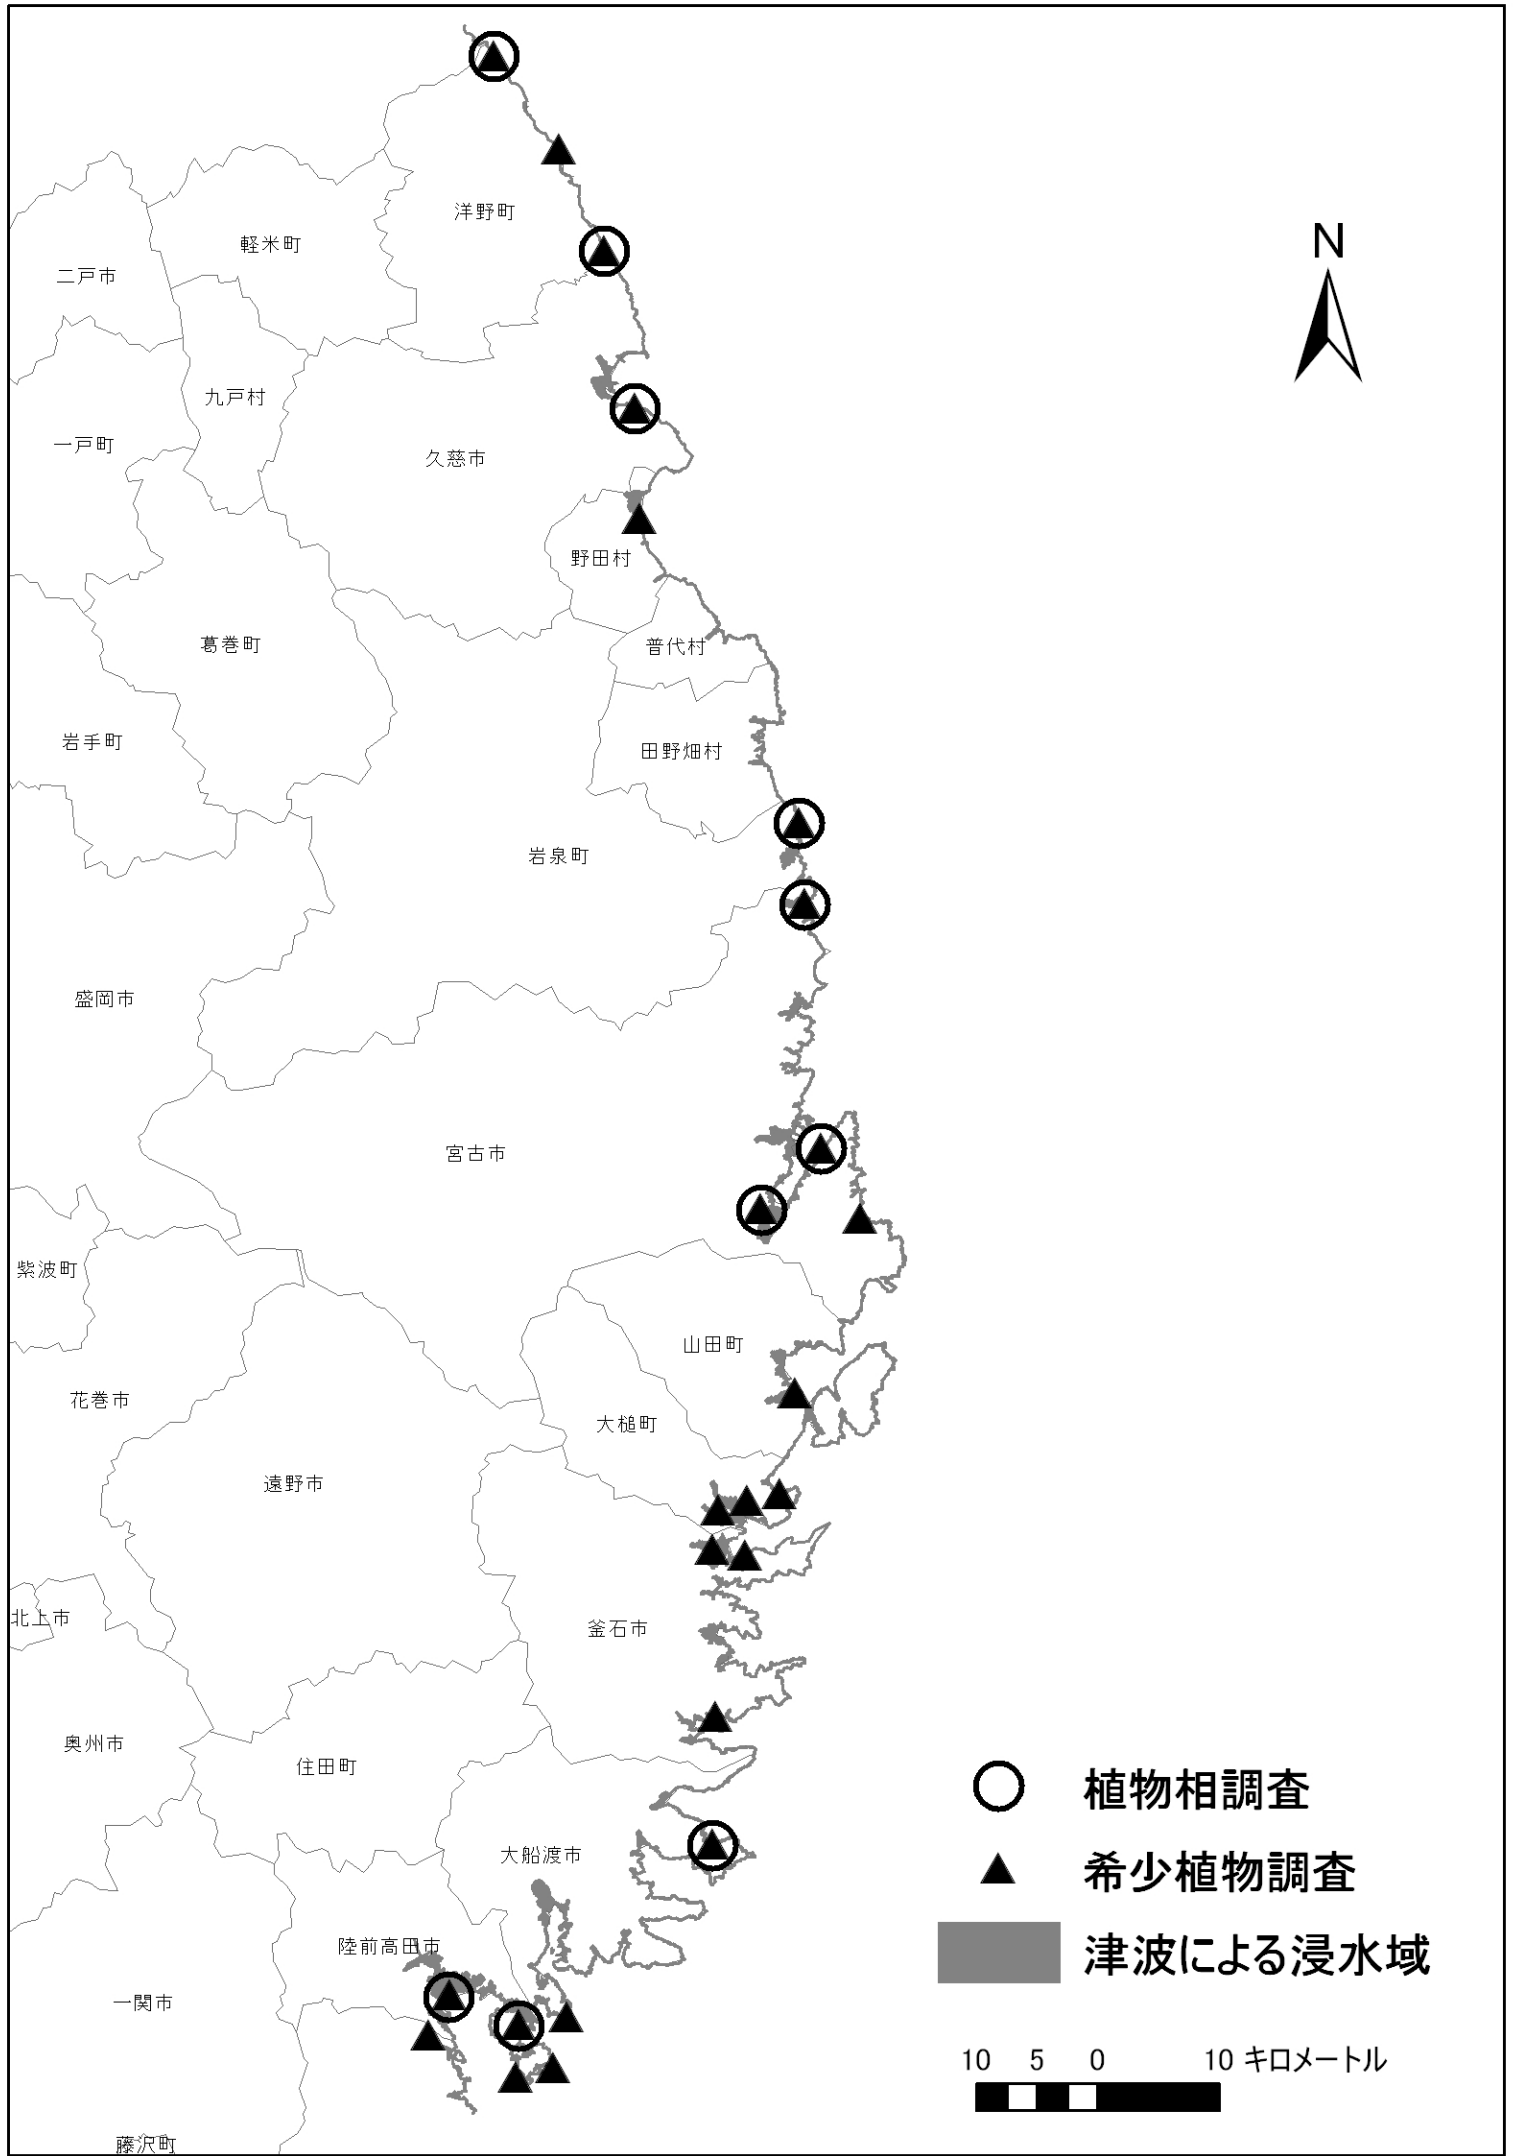 N
洋野町
軽米町
二戸市
九戸村
一戸町
久慈市
野田村
葛巻町
普代村
岩手町
田野畑村
岩泉町
盛岡市
宮古市
紫波町
山田町
花巻市
大槌町
遠野市
北上市
釜石市
奥州市
住田町
大船渡市
陸前高田市
一関市
藤沢町
植物相調査
希少植物調査
津波による浸水域
10 5 0 10 キロメートル